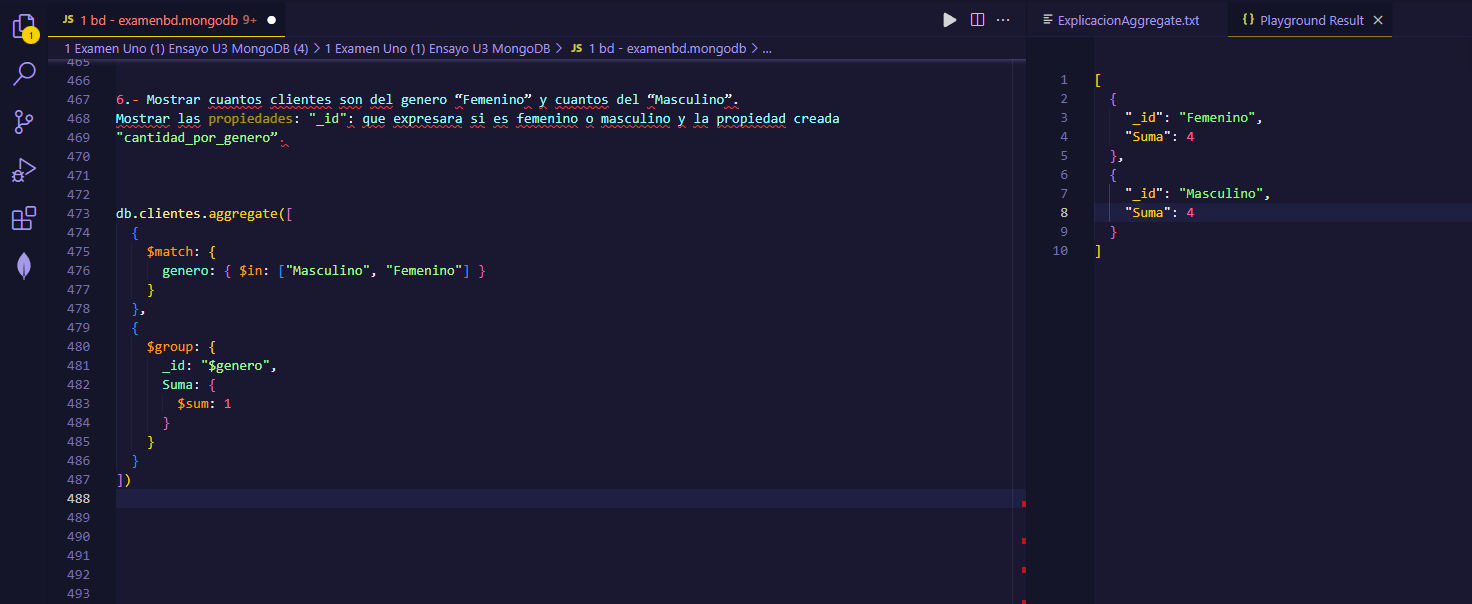 1
JS 1 bd - examenbd.mongodb 9+
1 Examen Uno (1) Ensayo U3 MongoDB (4) > 1 Examen Uno (1) Ensayo U3 MongoDB > JS 1 bd - examenbd.mongodb > ...
465
466
467 6.- Mostrar cuantos clientes son del genero “Femenino” y cuantos del “Masculino”.
468 Mostrar las propiedades: "_id": que expresara si es femenino o masculino y la propiedad creada
469 "cantidad_por_genero”.
470
471
472
473 db.clientes.aggregate([
474 {
475 $match: {
476 genero: { $in: ["Masculino", "Femenino"] }
477 }
478 },
479 {
480 $group: {
481 _id: "$genero",
482 Suma: {
483 $sum: 1
484 }
485 }
486 }
487 ])
488
489
490
491
492
493
ExplicacionAggregate.txt
{} Playground Result
1 [
2 {
3 "_id": "Femenino",
4 "Suma": 4
5 },
6 {
7 "_id": "Masculino",
8 "Suma": 4
9 }
10 ]